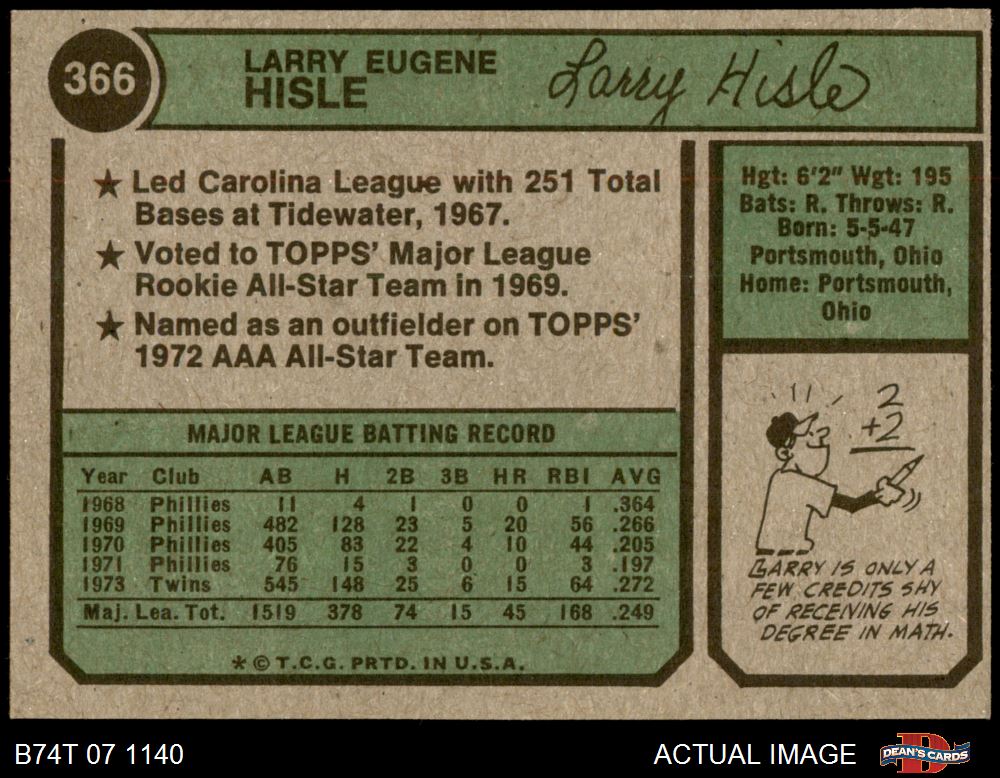 366
LARRY EUGENE
HISLE
Larry Hisle
★ Led Carolina League with 251 Total
Bases at Tidewater, 1967.
★ Voted to TOPPS' Major League
Rookie All-Star Team in 1969.
★ Named as an outfielder on TOPPS'
1972 AAA All-Star Team.
Hgt: 6'2" Wgt: 195
Bats: R. Throws: R.
Born: 5-5-47
Portsmouth, Ohio
Home: Portsmouth,
Ohio
MAJOR LEAGUE BATTING RECORD
Year Club AB H 2B 3B HR RBI AVG
1968 Phillies 11 4 1 0 0 1 .364
1969 Phillies 482 128 23 5 20 56 .266
1970 Phillies 405 83 22 4 10 44 .205
1971 Phillies 76 15 3 0 0 3 .197
1973 Twins 545 148 25 6 15 64 .272
Maj. Lea. Tot. 1519 378 74 15 45 168 .249
* © T.C.G. PRTD. IN U.S.A.
2
+2
LARRY IS ONLY A
FEW CREDITS SHY
OF RECEIVING HIS
DEGREE IN MATH.
B74T 07 1140
ACTUAL IMAGE
DEAN'S CARDS